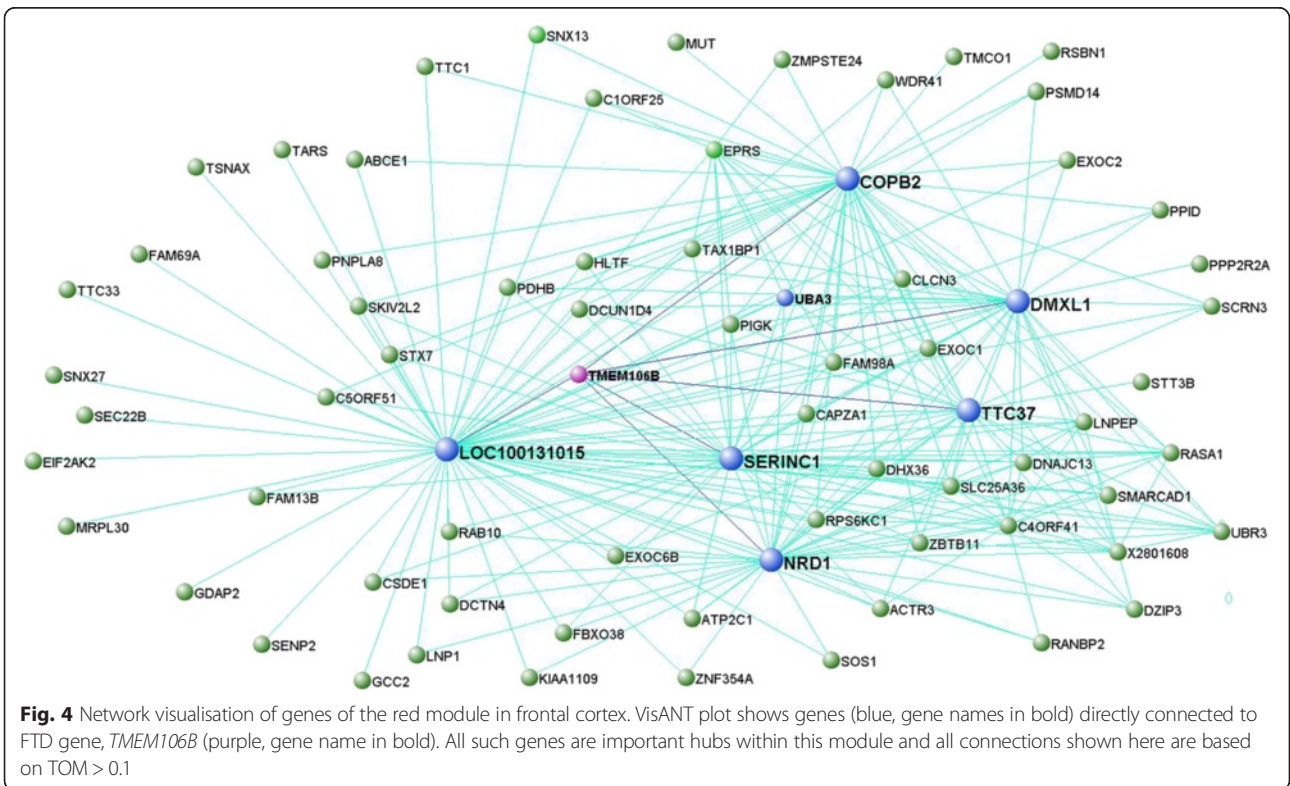 SNX13
MUT
RSBN1
TMCO1
ZMPSTE24
TTC1
WDR41
PSMD14
C1ORF25
TARS
EPRS
ABCE1
EXOC2
TSNAX
COPB2
PPID
TAX1BP1
FAM69A
PNPLA8
HLTF
PPP2R2A
CLCN3
TTC33
PDHB
UBA3
DMXL1
SKIV2L2
DCUN1D4
SCRN3
PIGK
STX7
EXOC1
FAM98A
SNX27
TMEM106B
STT3B
C5ORF51
SEC22B
CAPZA1
TTC37
LNPEP
LOC100131015
SERINC1
RASA1
EIF2AK2
DHX36
DNAJC13
SLC25A36
FAM13B
SMARCAD1
MRPL30
RAB10
RPS6KC1
C4ORF41
UBR3
ZBTB11
X2801608
EXOC6B
NRD1
CSDE1
GDAP2
DCTN4
0
ACTR3
DZIP3
ATP2C1
FBXO38
SENP2
RANBP2
LNP1
SOS1
GCC2
KIAA1109
ZNF354A
Fig. 4 Network visualisation of genes of the red module in frontal cortex. VisANT plot shows genes (blue, gene names in bold) directly connected to
FTD gene, TMEM106B (purple, gene name in bold). All such genes are important hubs within this module and all connections shown here are based
on TOM > 0.1